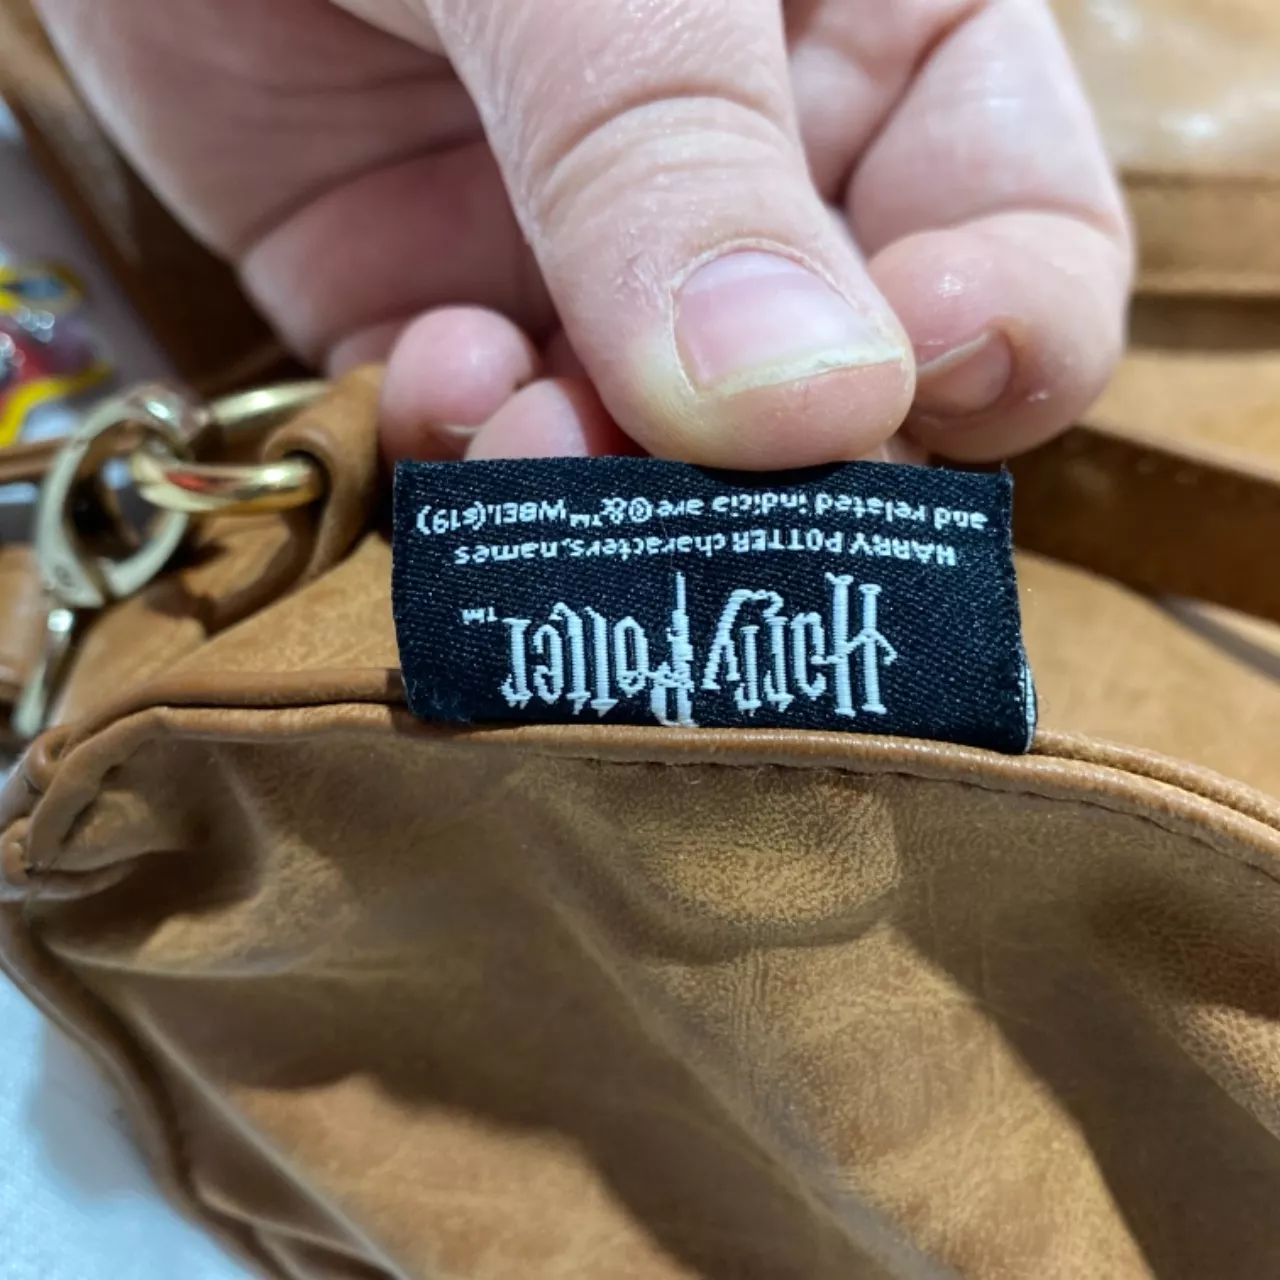 Harry Potter™
HARRY POTTER characters, names
and related indicia are ©&™ WBEI. (s19)